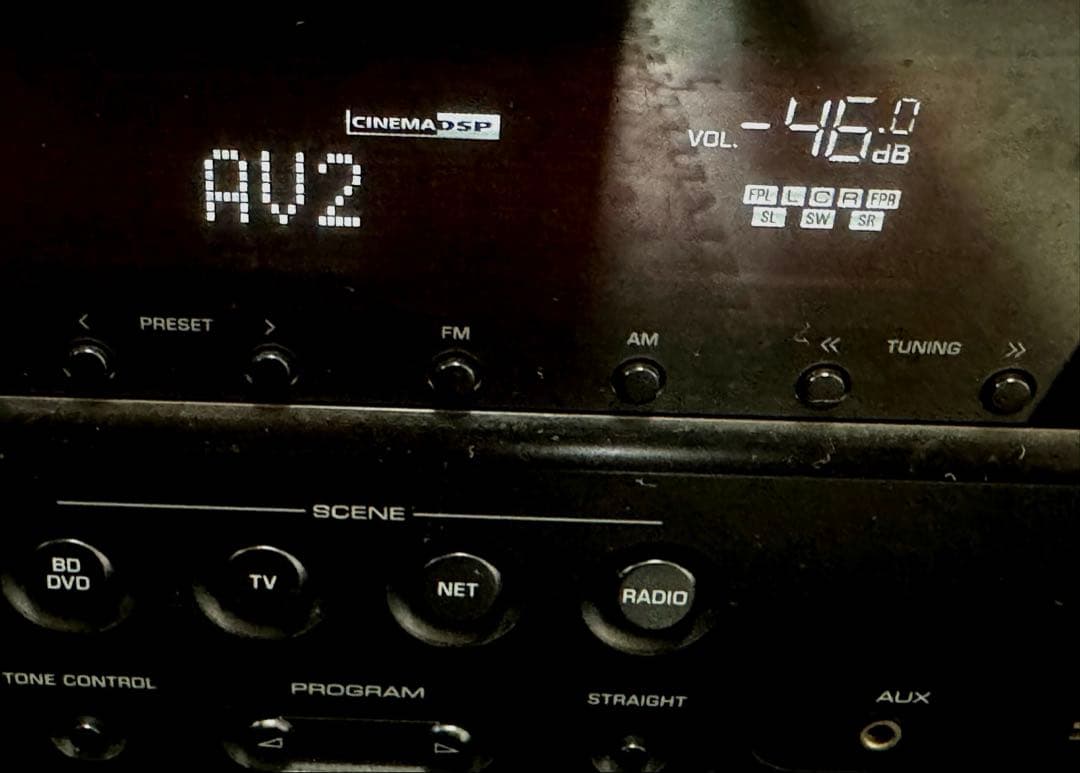 CINEMA DSP
VOL. -46.0 dB
AV2
FPL L C R FPR
SL SW SR
< PRESET > FM AM << TUNING >>
SCENE
BD DVD TV NET RADIO
TONE CONTROL PROGRAM STRAIGHT AUX